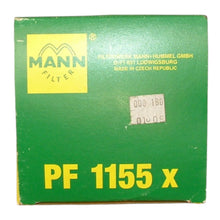 MANN
FILTER
®
FILTERWERK MANN+HUMMEL GMBH
D-71631 LUDWIGSBURG
MADE IN CZECH REPUBLIC
PF 1155 x